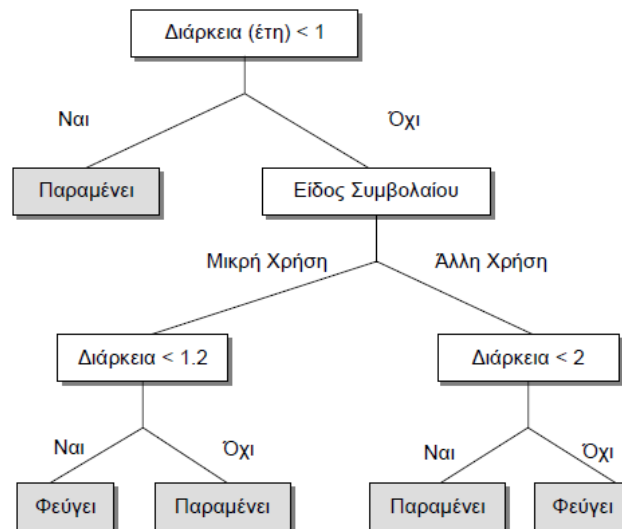 Διάρκεια (έτη) < 1
Ναι
Όχι
Παραμένει
Είδος Συμβολαίου
Μικρή Χρήση
Άλλη Χρήση
Διάρκεια < 1.2
Διάρκεια < 2
Ναι
Όχι
Ναι
Όχι
Φεύγει
Παραμένει
Παραμένει
Φεύγει